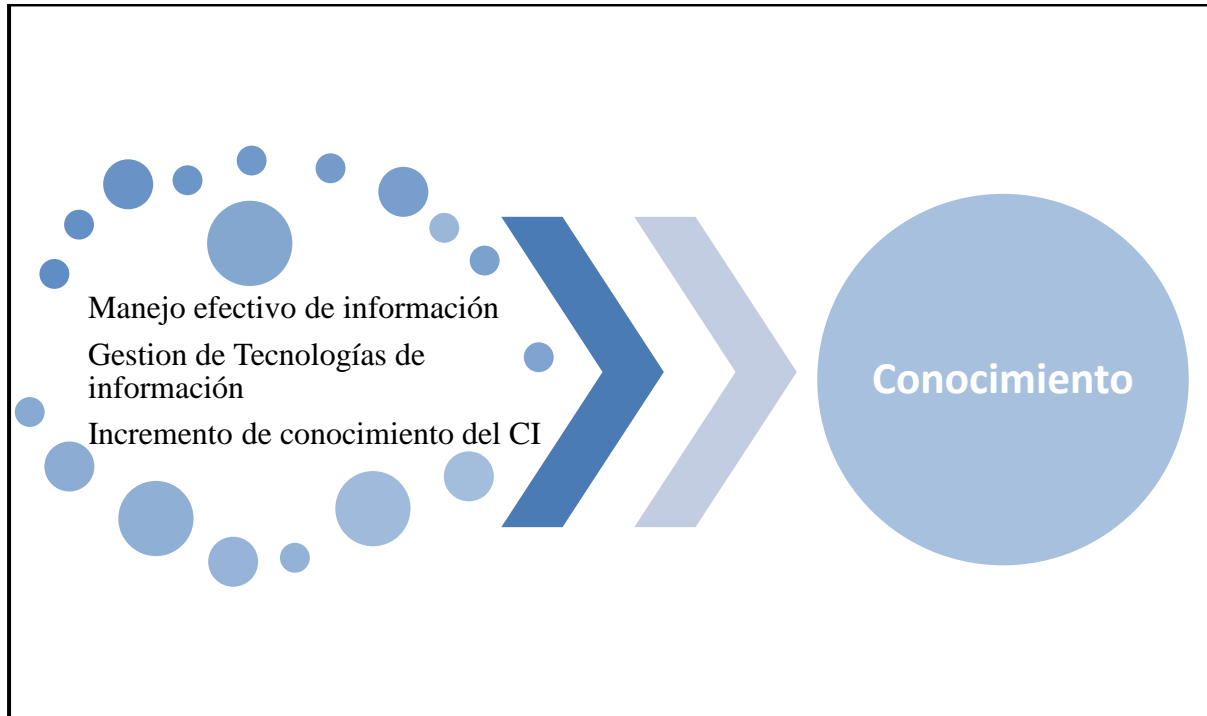 Manejo efectivo de información
Gestion de Tecnologías de
información
Incremento de conocimiento del CI
Conocimiento